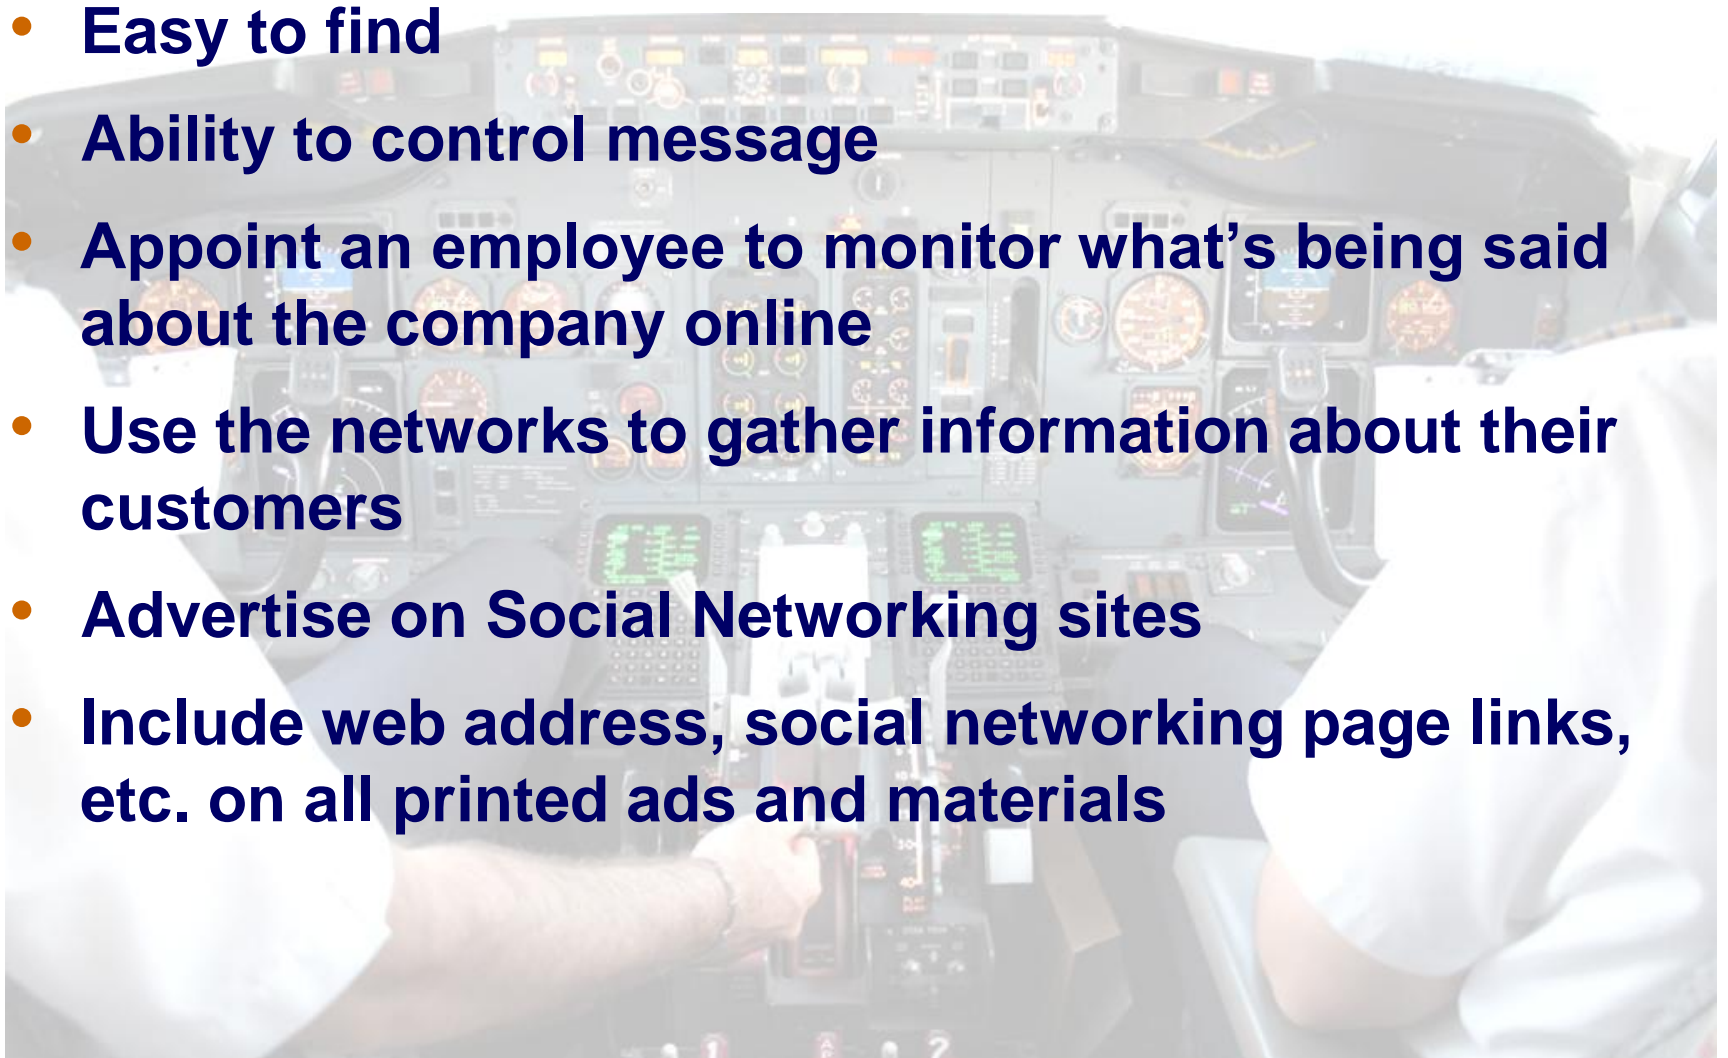 • Easy to find
• Ability to control message
• Appoint an employee to monitor what’s being said
about the company online
• Use the networks to gather information about their
customers
• Advertise on Social Networking sites
• Include web address, social networking page links,
etc. on all printed ads and materials
1
2